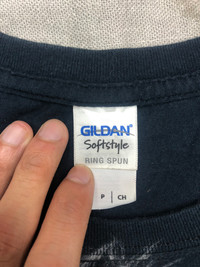 GILDAN®
Softstyle
RING SPUN
P | CH